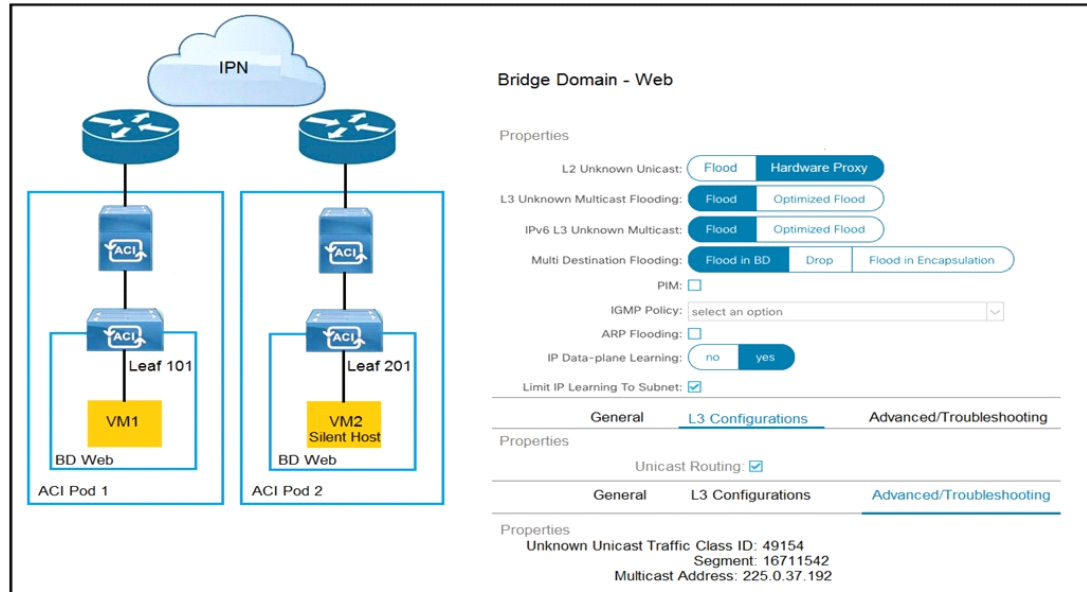 IPN
ACI
ACI
ACI
ACI
Leaf 101
Leaf 201
VM1
VM2
Silent Host
BD Web
BD Web
ACI Pod 1
ACI Pod 2
Bridge Domain - Web
Properties
L2 Unknown Unicast: Flood Hardware Proxy
L3 Unknown Multicast Flooding: Flood Optimized Flood
IPv6 L3 Unknown Multicast: Flood Optimized Flood
Multi Destination Flooding: Flood in BD Drop Flood in Encapsulation
PIM:
IGMP Policy: select an option
ARP Flooding:
IP Data-plane Learning: no yes
Limit IP Learning To Subnet:
General L3 Configurations Advanced/Troubleshooting
Properties
Unicast Routing:
General L3 Configurations Advanced/Troubleshooting
Properties
Unknown Unicast Traffic Class ID: 49154
Segment: 16711542
Multicast Address: 225.0.37.192